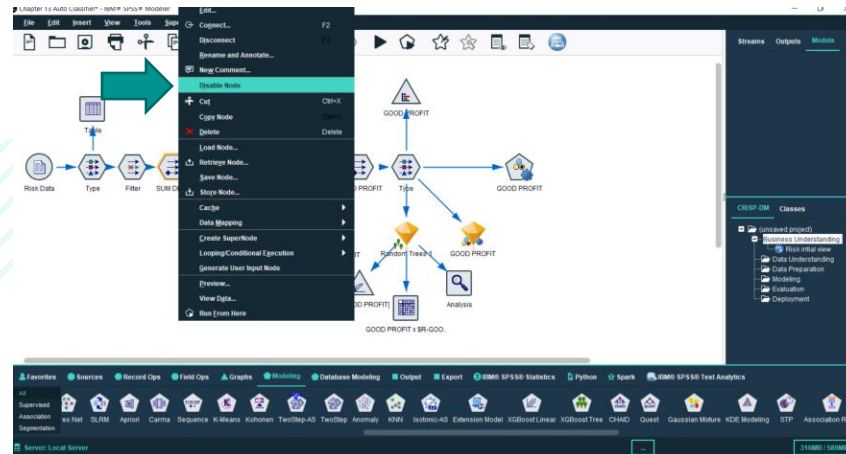 Chapter 13 Auto Classifier* - IBM® SPSS® Modeler
File Edit Insert View Tools
Edit...
Connect... F2
Disconnect F3
Rename and Annotate...
New Comment...
Disable Node
Cut Ctrl+X
Copy Node
Delete Delete
Load Node...
Retrieve Node...
Save Node...
Store Node...
Cache
Data Mapping
Create SuperNode
Looping/Conditional Execution
Generate User Input Node
Preview...
View Data...
Run From Here
Table
Risk Data
Type
Filter
GOOD PROFIT
Type
GOOD PROFIT
Random Trees 1
GOOD PROFIT
Analysis
GOOD PROFIT x $R-GOO..
Streams Outputs Models
CRISP-DM Classes
(unsaved project)
Business Understanding
Risk intial view
Data Understanding
Data Preparation
Modeling
Evaluation
Deployment
Favorites Sources Record Ops Field Ops Graphs Modeling Database Modeling Output Export IBM® SPSS® Statistics Python Spark IBM® SPSS® Text Analytics
All
Supervised
Association
Segmentation
SLRM Apriori Carma Sequence K-Means Kohonen TwoStep-AS TwoStep Anomaly KNN Isotonic-AS Extension Model XGBoost Linear XGBoost Tree CHAID Quest Gaussian Mixture KDE Modeling STP Association R
Server: Local Server
316MB / 589MB